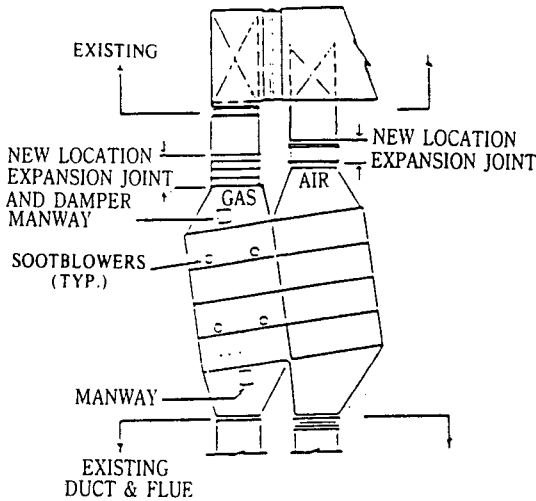 EXISTING
NEW LOCATION
EXPANSION JOINT
NEW LOCATION
EXPANSION JOINT
AND DAMPER
MANWAY
GAS
AIR
SOOTBLOWERS
(TYP.)
MANWAY
EXISTING
DUCT & FLUE